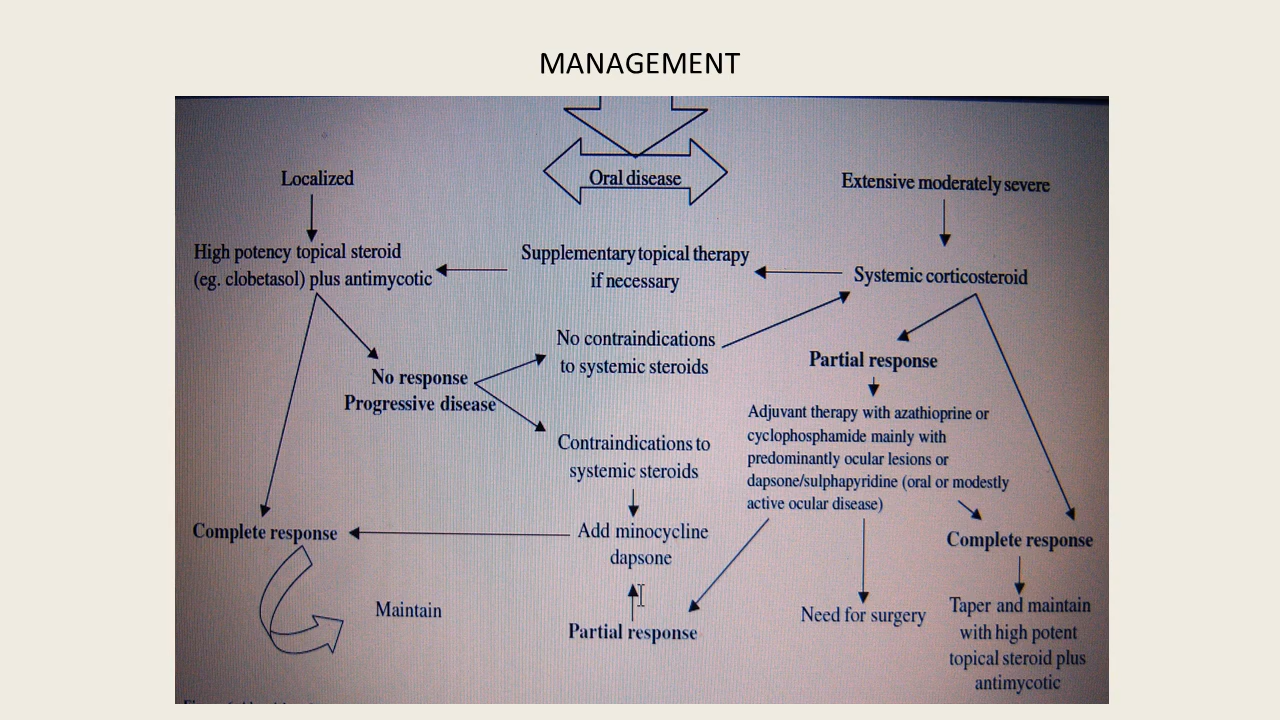 MANAGEMENT
Oral disease
Localized
Extensive moderately severe
High potency topical steroid
(eg. clobetasol) plus antimycotic
Supplementary topical therapy
if necessary
Systemic corticosteroid
No contraindications
to systemic steroids
Partial response
No response
Progressive disease
Adjuvant therapy with azathioprine or
cyclophosphamide mainly with
predominantly ocular lesions or
dapsone/sulphapyridine (oral or modestly
active ocular disease)
Contraindications to
systemic steroids
Complete response
Add minocycline
dapsone
Complete response
Maintain
Partial response
Need for surgery
Taper and maintain
with high potent
topical steroid plus
antimycotic